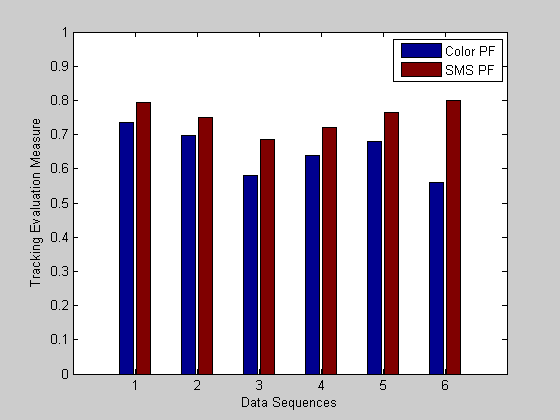 1
0.9
0.8
0.7
0.6
0.5
0.4
0.3
0.2
0.1
0
Tracking Evaluation Measure
Color PF
SMS PF
1 2 3 4 5 6
Data Sequences